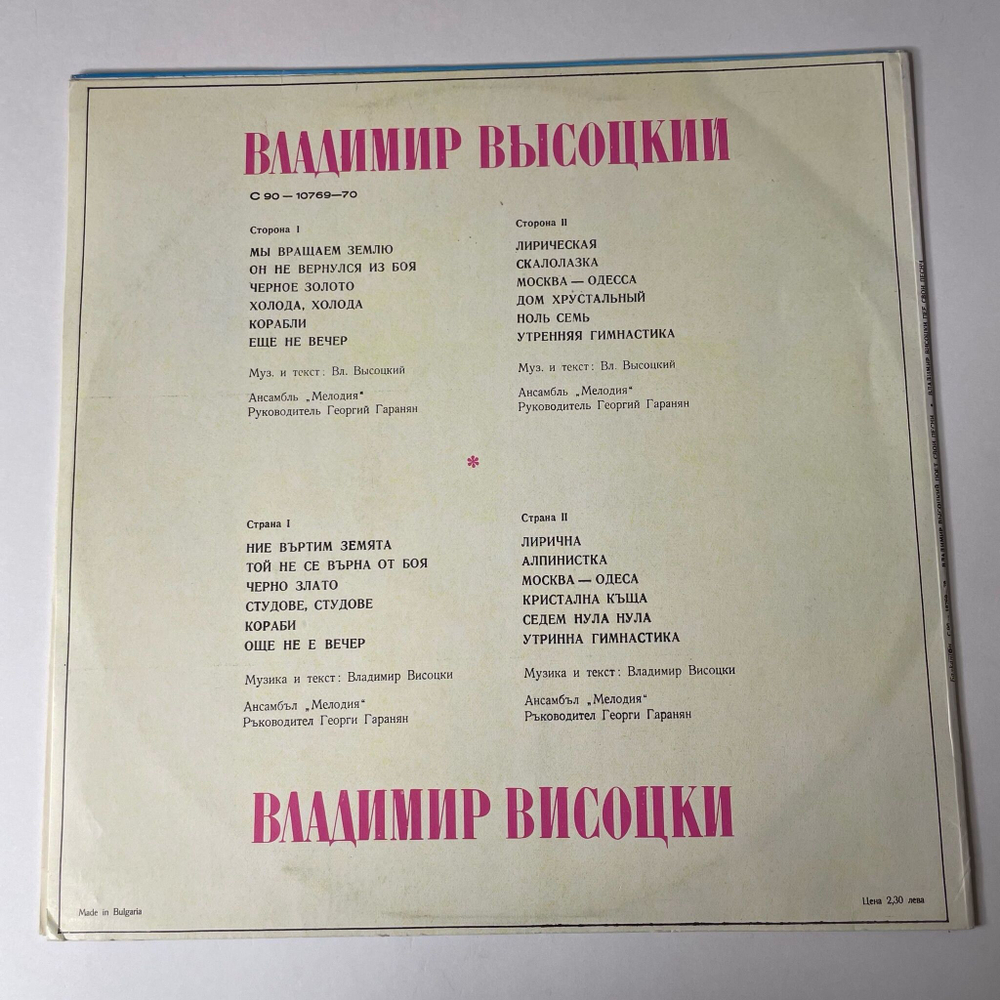 ВЛАДИМИР ВЫСОЦКИЙ
С 90 — 10769—70
Сторона I
МЫ ВРАЩАЕМ ЗЕМЛЮ
ОН НЕ ВЕРНУЛСЯ ИЗ БОЯ
ЧЕРНОЕ ЗОЛОТО
ХОЛОДА, ХОЛОДА
КОРАБЛИ
ЕЩЕ НЕ ВЕЧЕР
Муз. и текст: Вл. Высоцкий
Ансамбль „Мелодия“
Руководитель Георгий Гаранян
Сторона II
ЛИРИЧЕСКАЯ
СКАЛОЛАЗКА
МОСКВА — ОДЕССА
ДОМ ХРУСТАЛЬНЫЙ
НОЛЬ СЕМЬ
УТРЕННЯЯ ГИМНАСТИКА
Муз. и текст: Вл. Высоцкий
Ансамбль „Мелодия“
Руководитель Георгий Гаранян
*
Страна I
НИЕ ВЪРТИМ ЗЕМЯТА
ТОЙ НЕ СЕ ВЪРНА ОТ БОЯ
ЧЕРНО ЗЛАТО
СТУДОВЕ, СТУДОВЕ
КОРАБИ
ОЩЕ НЕ Е ВЕЧЕР
Музика и текст: Владимир Висоцки
Ансамбъл „Мелодия“
Ръководител Георги Гаранян
Страна II
ЛИРИЧНА
АЛПИНИСТКА
МОСКВА — ОДЕСА
КРИСТАЛНА КЪЩА
СЕДЕМ НУЛА НУЛА
УТРИННА ГИМНАСТИКА
Музика и текст: Владимир Висоцки
Ансамбъл „Мелодия“
Ръководител Георги Гаранян
ВЛАДИМИР ВИСОЦКИ
Made in Bulgaria
Цена 2,30 лева